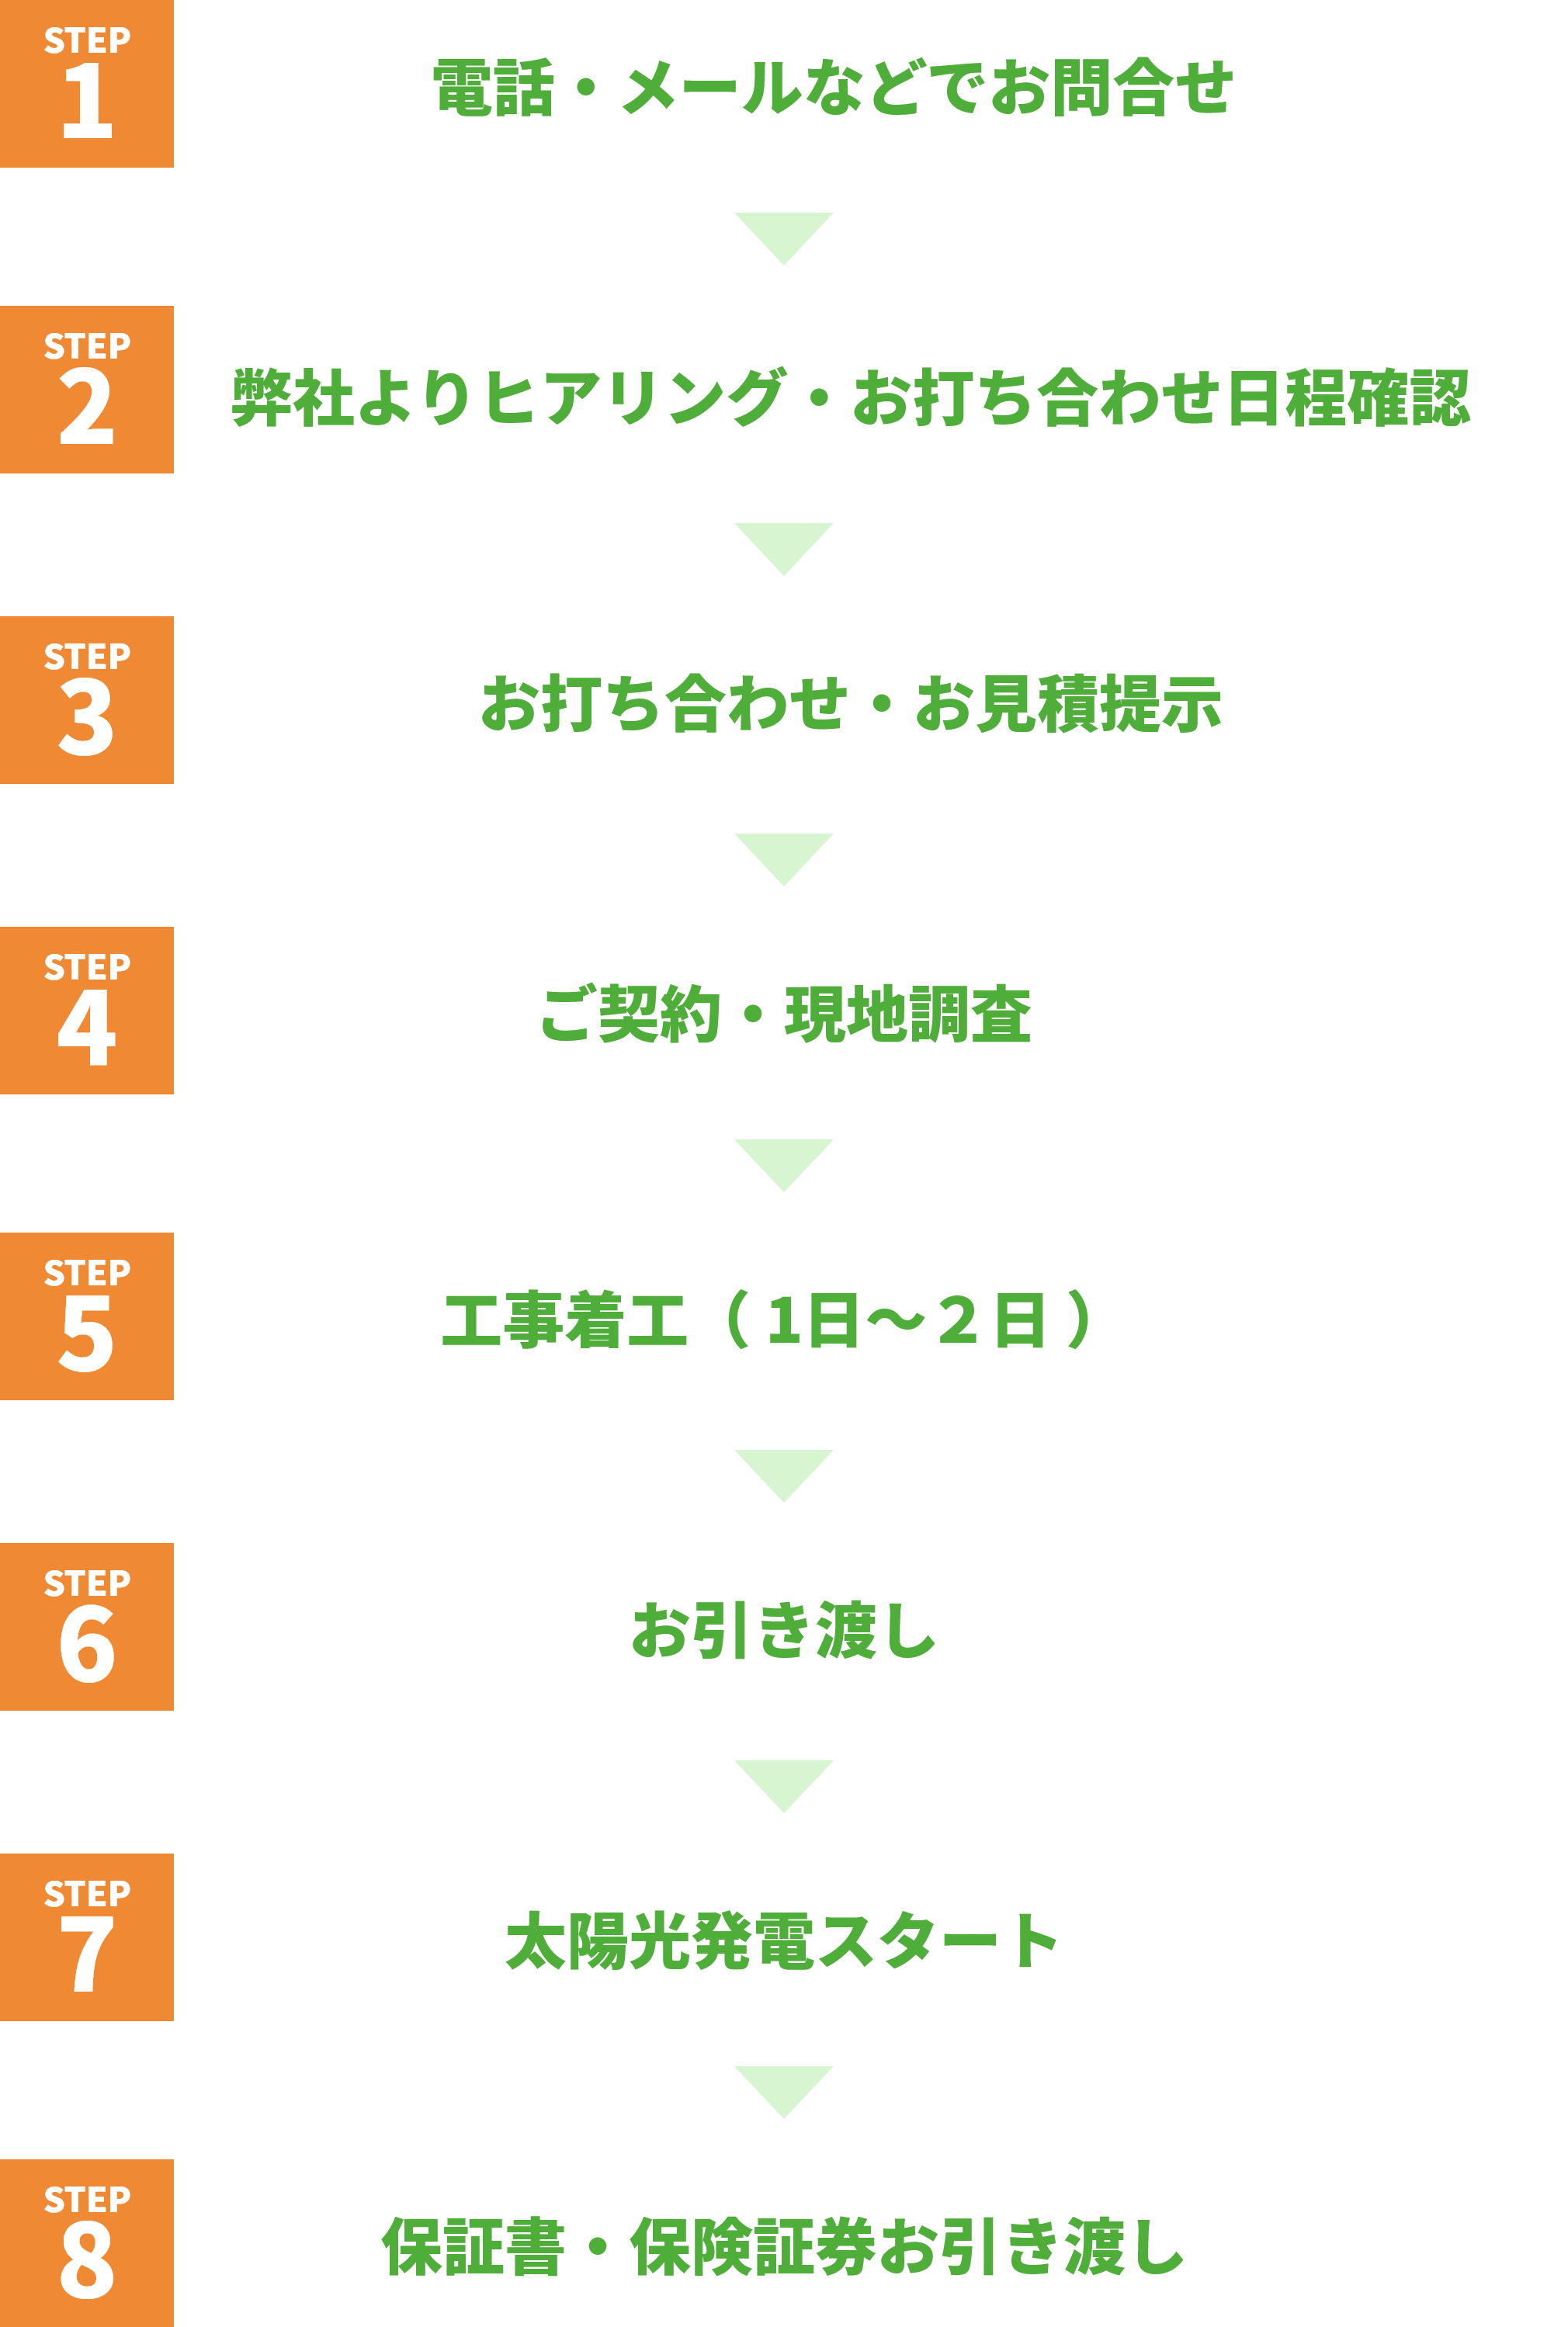 STEP
1
電話・メールなどでお問合せ
STEP
2
弊社よりヒアリング・お打ち合わせ日程確認
STEP
3
お打ち合わせ・お見積提示
STEP
4
ご契約・現地調査
STEP
5
工事着工（1日～２日）
STEP
6
お引き渡し
STEP
7
太陽光発電スタート
STEP
8
保証書・保険証券お引き渡し